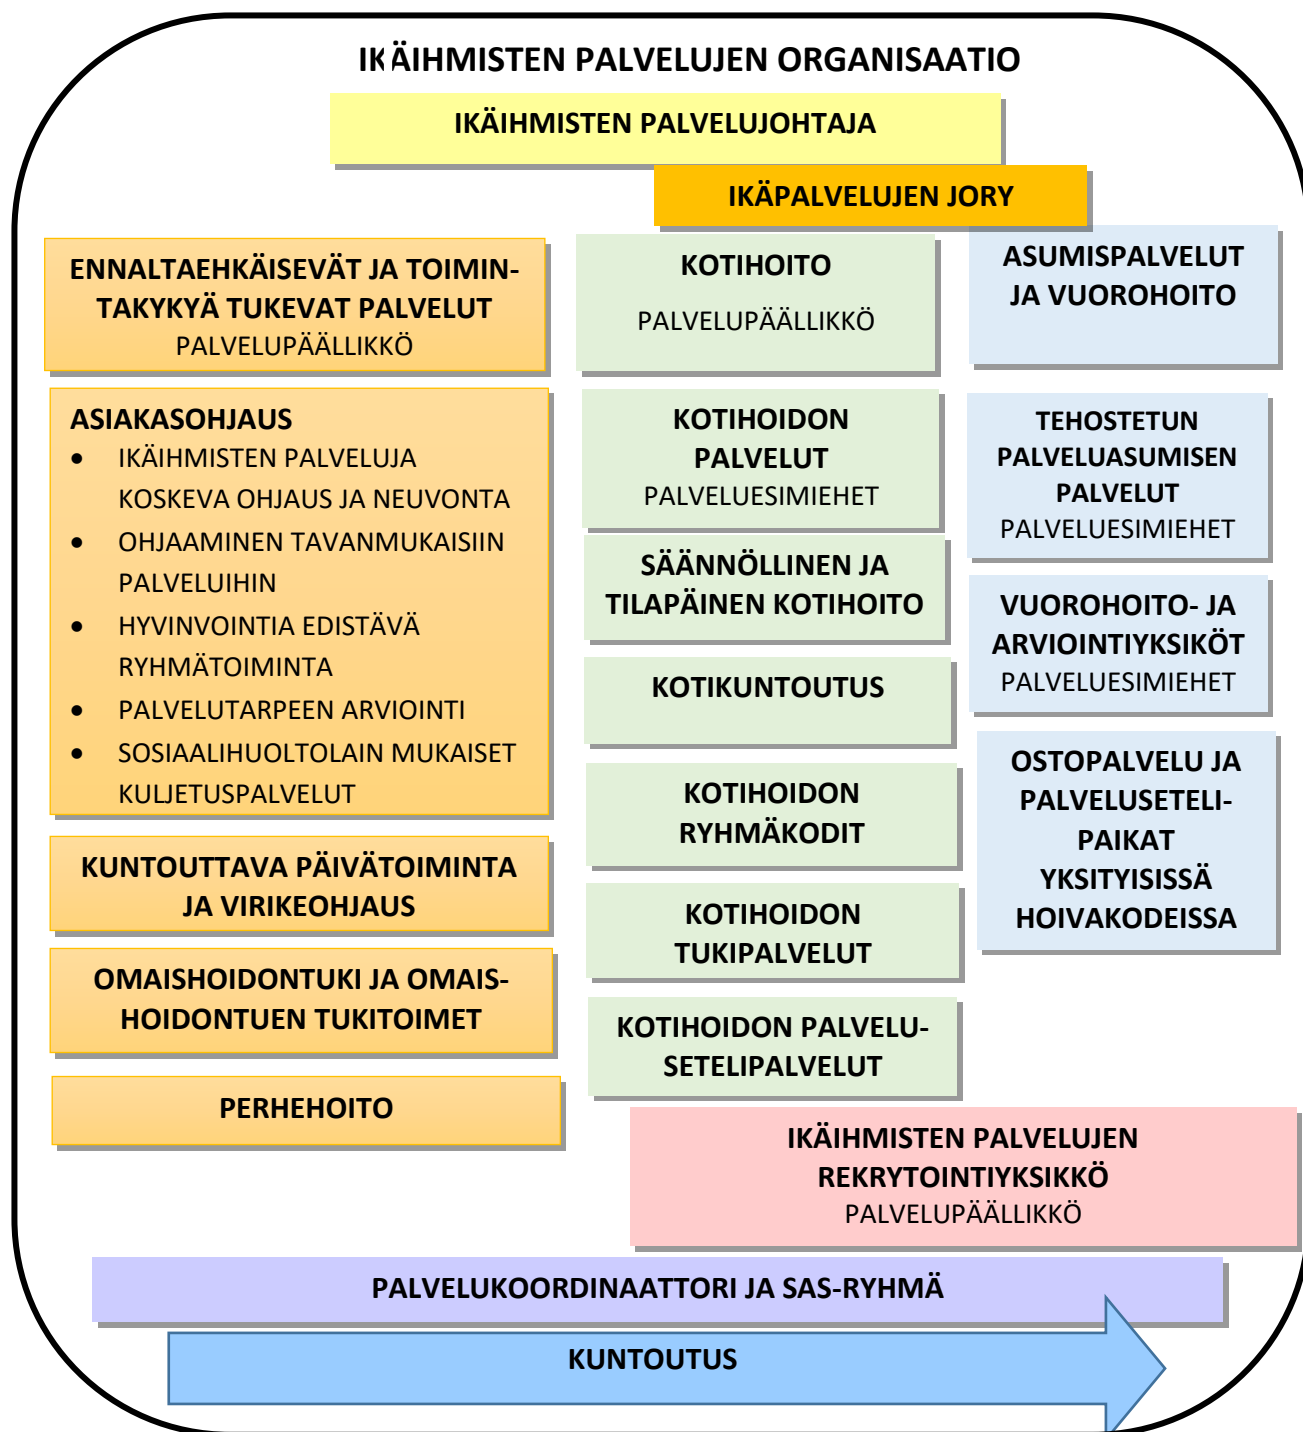 IKÄIHMISTEN PALVELUJEN ORGANISAATIO
IKÄIHMISTEN PALVELUJOHTAJA
IKÄPALVELUJEN JORY
ENNALTAEHKÄISEVÄT JA TOIMIN-
TAKYKYÄ TUKEVAT PALVELUT
PALVELUPÄÄLLIKKÖ
ASIAKASOHJAUS
• IKÄIHMISTEN PALVELUJA
KOSKEVA OHJAUS JA NEUVONTA
• OHJAAMINEN TAVANMUKAISIIN
PALVELUIHIN
• HYVINVOINTIA EDISTÄVÄ
RYHMÄTOIMINTA
• PALVELUTARPEEN ARVIOINTI
• SOSIAALIHUOLTOLAIN MUKAISET
KULJETUSPALVELUT
KUNTOUTTAVA PÄIVÄTOIMINTA
JA VIRIKEOHJAUS
OMAISHOIDONTUKI JA OMAIS-
HOIDONTUEN TUKITOIMET
PERHEHOITO
KOTIHOITO
PALVELUPÄÄLLIKKÖ
KOTIHOIDON
PALVELUT
PALVELUESIMIEHET
SÄÄNNÖLLINEN JA
TILAPÄINEN KOTIHOITO
KOTIKUNTOUTUS
KOTIHOIDON
RYHMÄKODIT
KOTIHOIDON
TUKIPALVELUT
KOTIHOIDON PALVELU-
SETELIPALVELUT
ASUMISPALVELUT
JA VUOROHOITO
TEHOSTETUN
PALVELUASUMISEN
PALVELUT
PALVELUESIMIEHET
VUOROHOITO- JA
ARVIOINTIYKSIKÖT
PALVELUESIMIEHET
OSTOPALVELU JA
PALVELUSETELI-
PAIKAT
YKSITYISISSÄ
HOIVAKODEISSA
IKÄIHMISTEN PALVELUJEN
REKRYTOINTIYKSIKKÖ
PALVELUPÄÄLLIKKÖ
PALVELUKOORDINAATTORI JA SAS-RYHMÄ
KUNTOUTUS